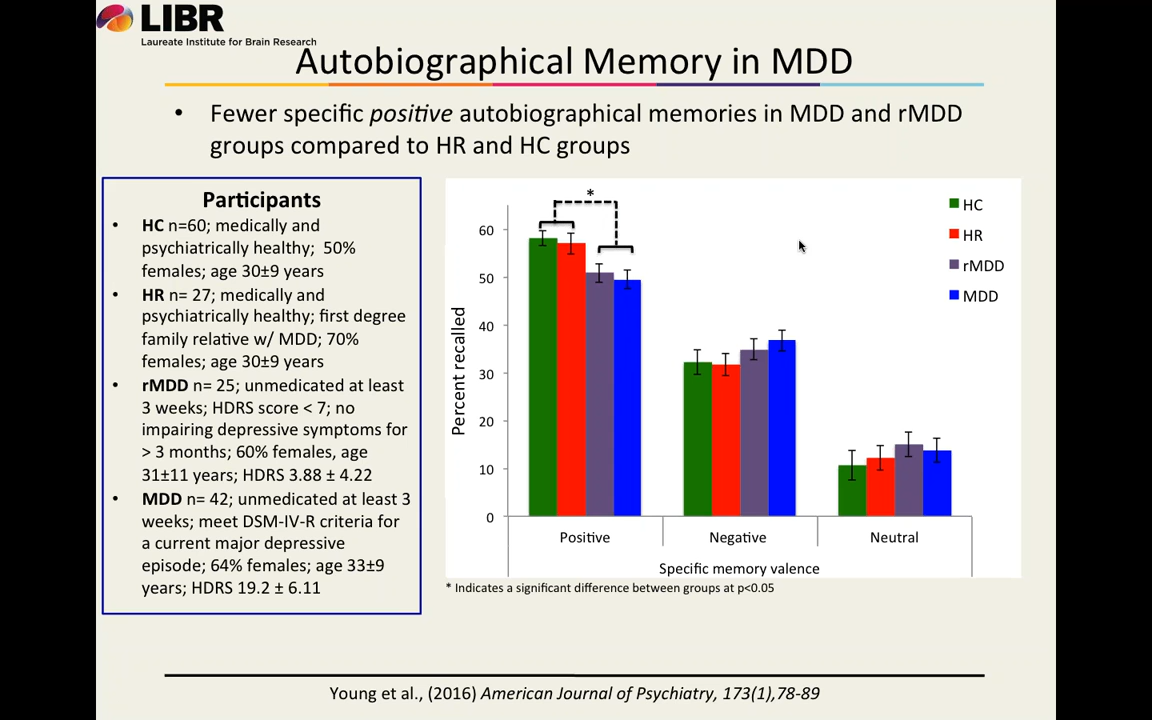 LIBR
Laureate Institute for Brain Research
Autobiographical Memory in MDD
• Fewer specific positive autobiographical memories in MDD and rMDD
groups compared to HR and HC groups
Participants
• HC n=60; medically and
psychiatrically healthy; 50%
females; age 30±9 years
• HR n= 27; medically and
psychiatrically healthy; first degree
family relative w/ MDD; 70%
females; age 30±9 years
• rMDD n= 25; unmedicated at least
3 weeks; HDRS score < 7; no
impairing depressive symptoms for
> 3 months; 60% females, age
31±11 years; HDRS 3.88 ± 4.22
• MDD n= 42; unmedicated at least 3
weeks; meet DSM-IV-R criteria for
a current major depressive
episode; 64% females; age 33±9
years; HDRS 19.2 ± 6.11
*
HC
HR
rMDD
MDD
Percent recalled
60
50
40
30
20
10
0
Positive Negative Neutral
Specific memory valence
* Indicates a significant difference between groups at p<0.05
Young et al., (2016) American Journal of Psychiatry, 173(1),78-89